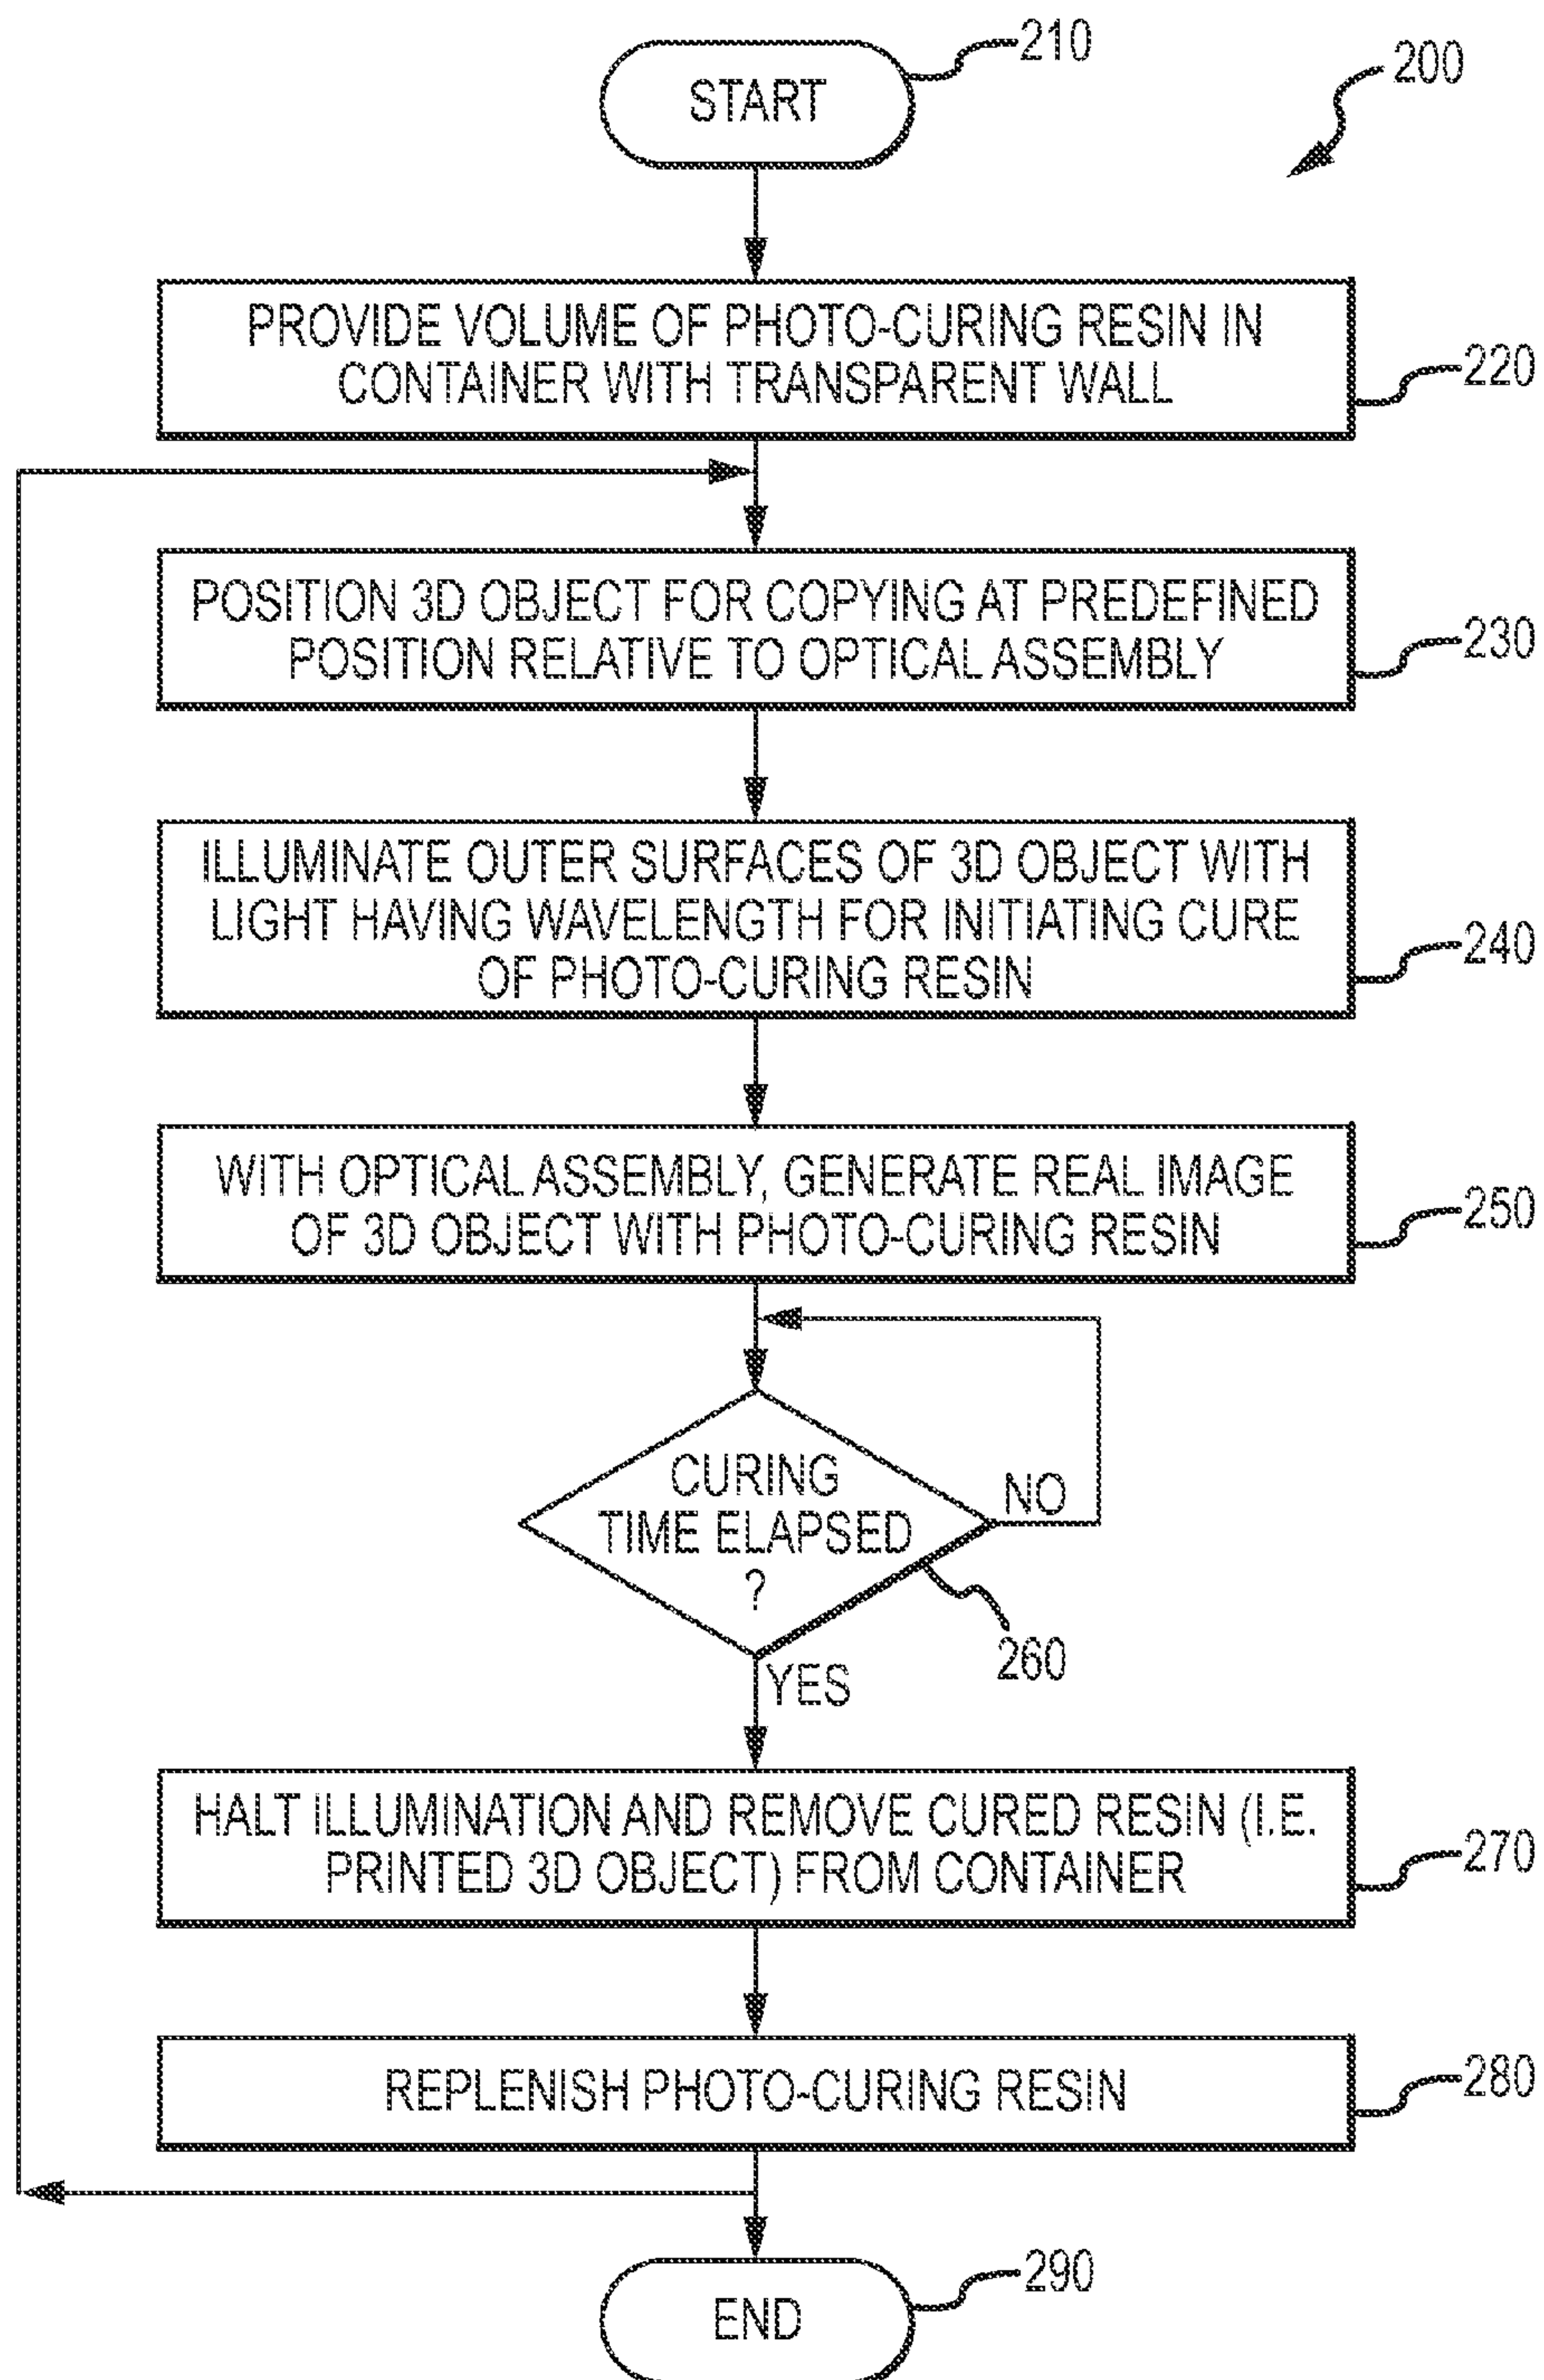 210
200
START
PROVIDE VOLUME OF PHOTO-CURING RESIN IN
CONTAINER WITH TRANSPARENT WALL
220
POSITION 3D OBJECT FOR COPYING AT PREDEFINED
POSITION RELATIVE TO OPTICAL ASSEMBLY
230
ILLUMINATE OUTER SURFACES OF 3D OBJECT WITH
LIGHT HAVING WAVELENGTH FOR INITIATING CURE
OF PHOTO-CURING RESIN
240
WITH OPTICAL ASSEMBLY, GENERATE REAL IMAGE
OF 3D OBJECT WITH PHOTO-CURING RESIN
250
CURING
TIME ELAPSED
?
NO
260
YES
HALT ILLUMINATION AND REMOVE CURED RESIN (I.E.
PRINTED 3D OBJECT) FROM CONTAINER
270
REPLENISH PHOTO-CURING RESIN
280
290
END